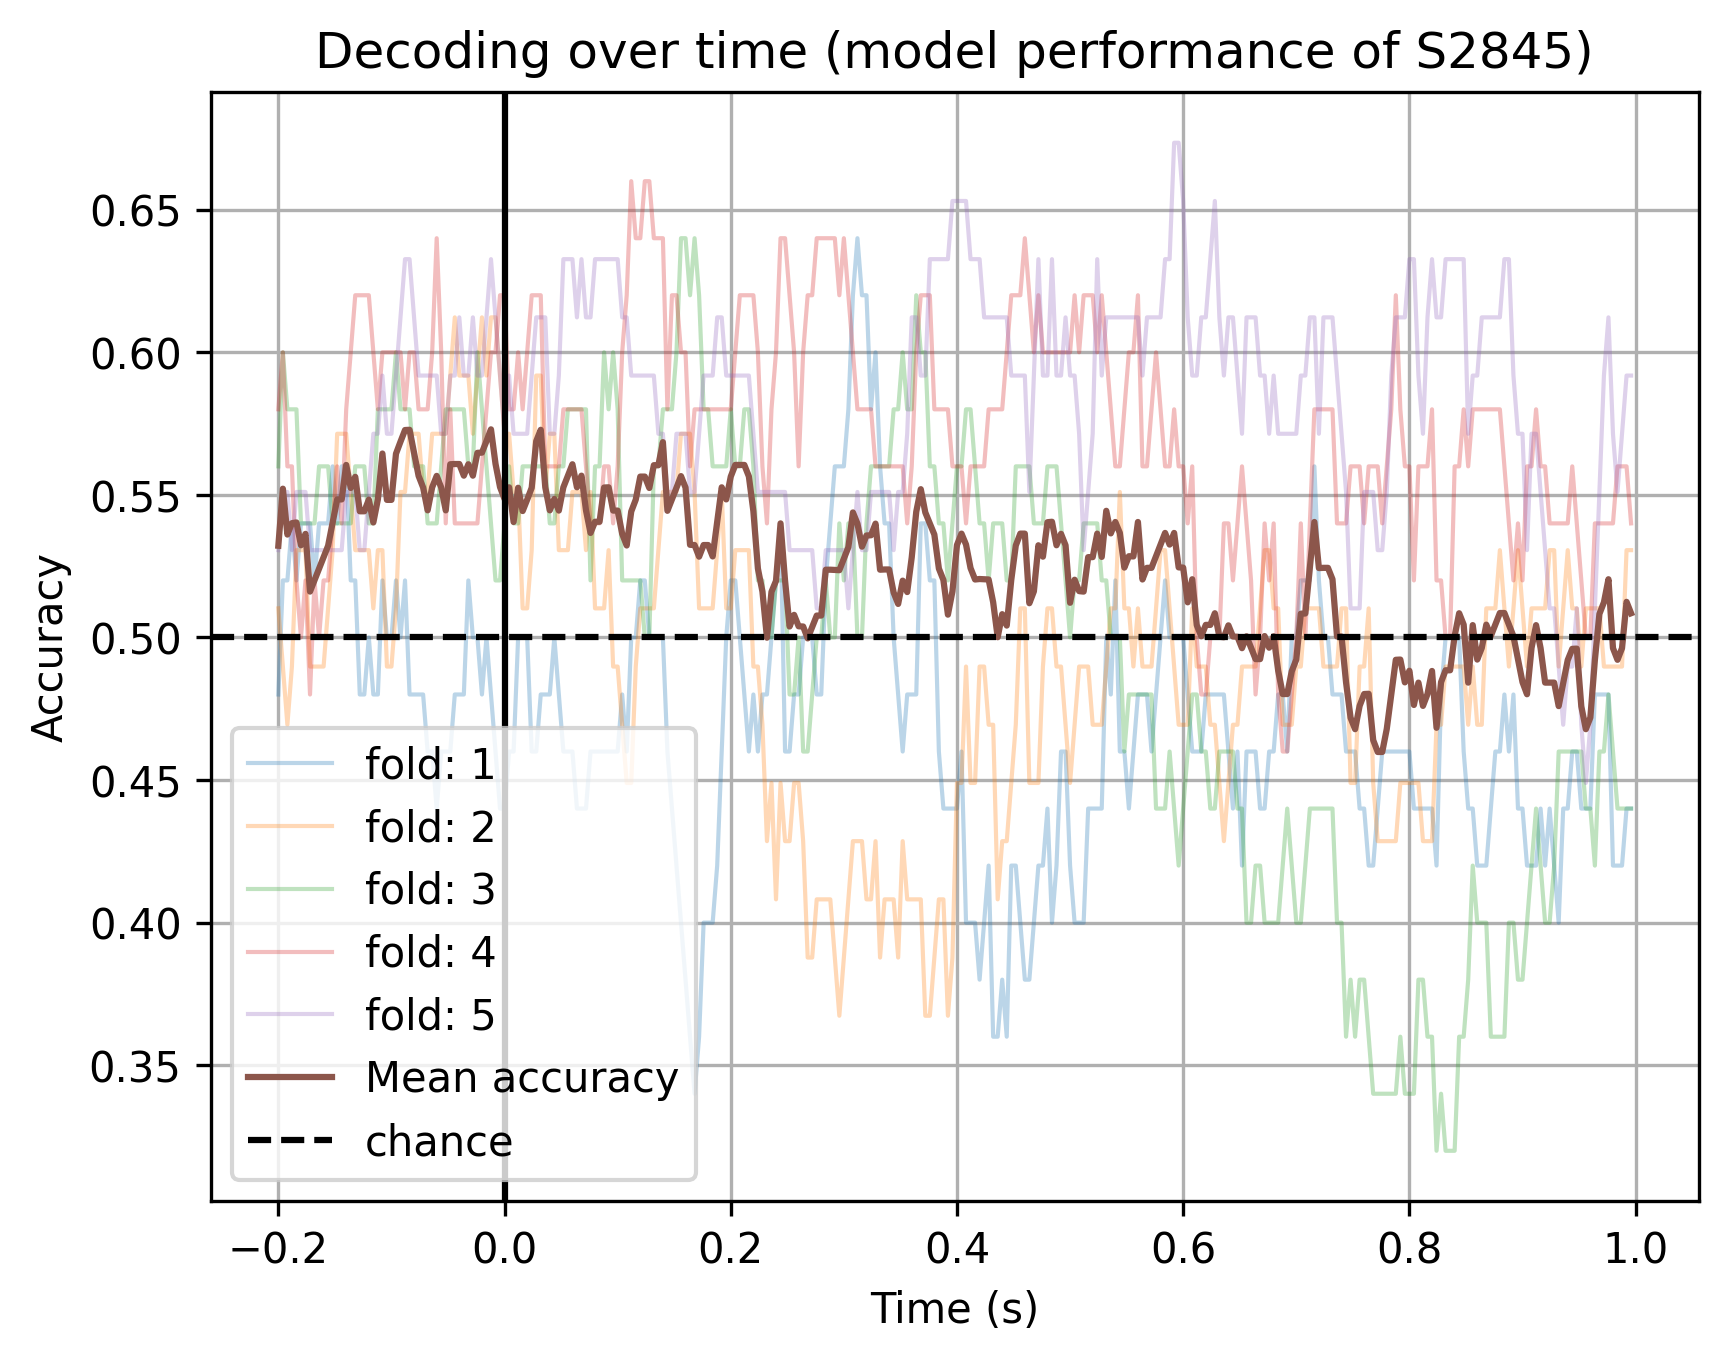 Decoding over time (model performance of S2845)
Accuracy
0.65
0.60
0.55
0.50
0.45
0.40
0.35
fold: 1
fold: 2
fold: 3
fold: 4
fold: 5
Mean accuracy
chance
−0.2
0.0
0.2
0.4
0.6
0.8
1.0
Time (s)